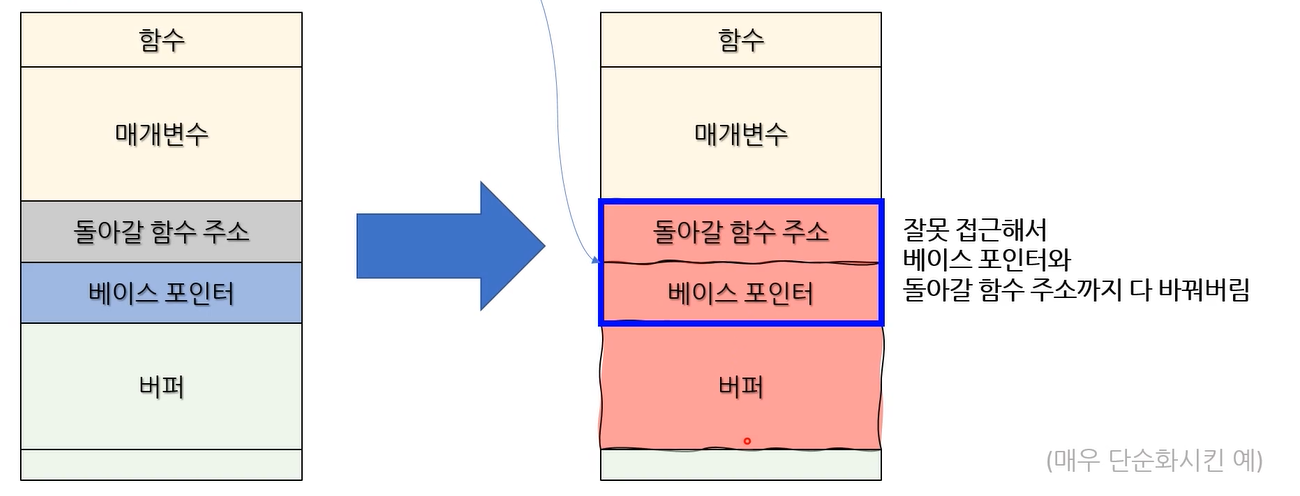 함수
매개변수
돌아갈 함수 주소
베이스 포인터
버퍼
함수
매개변수
돌아갈 함수 주소
베이스 포인터
버퍼
잘못 접근해서
베이스 포인터와
돌아갈 함수 주소까지 다 바꿔버림
(매우 단순화시킨 예)